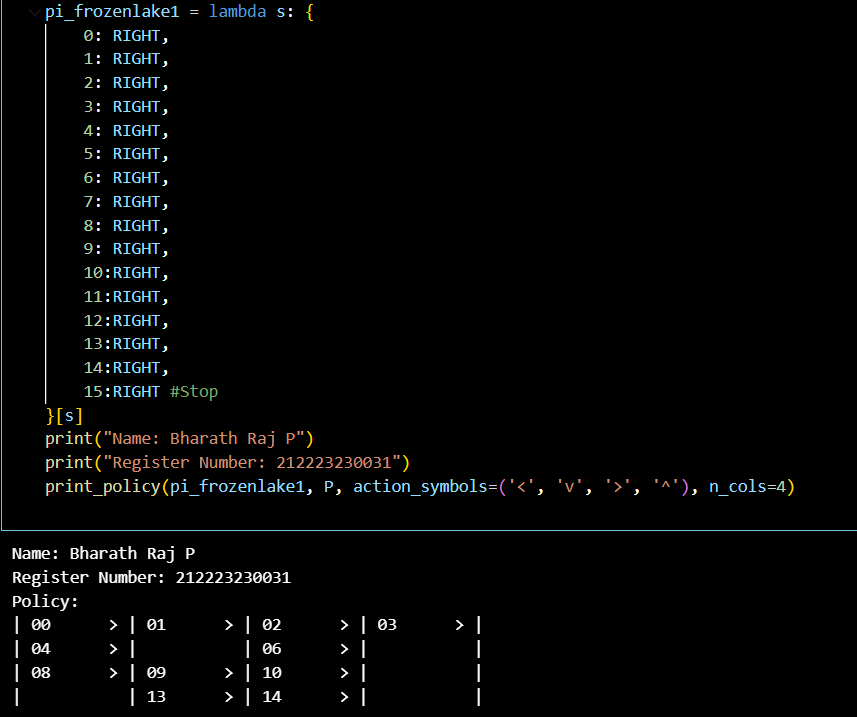 pi_frozenlake1 = lambda s: {
    0: RIGHT,
    1: RIGHT,
    2: RIGHT,
    3: RIGHT,
    4: RIGHT,
    5: RIGHT,
    6: RIGHT,
    7: RIGHT,
    8: RIGHT,
    9: RIGHT,
    10:RIGHT,
    11:RIGHT,
    12:RIGHT,
    13:RIGHT,
    14:RIGHT,
    15:RIGHT #Stop
}[s]
print("Name: Bharath Raj P")
print("Register Number: 212223230031")
print_policy(pi_frozenlake1, P, action_symbols=('<', 'v', '>', '^'), n_cols=4)
Name: Bharath Raj P
Register Number: 212223230031
Policy:
| 00      > | 01      > | 02      > | 03      > |
| 04      > |           | 06      > |           |
| 08      > | 09      > | 10      > |           |
|           | 13      > | 14      > |           |